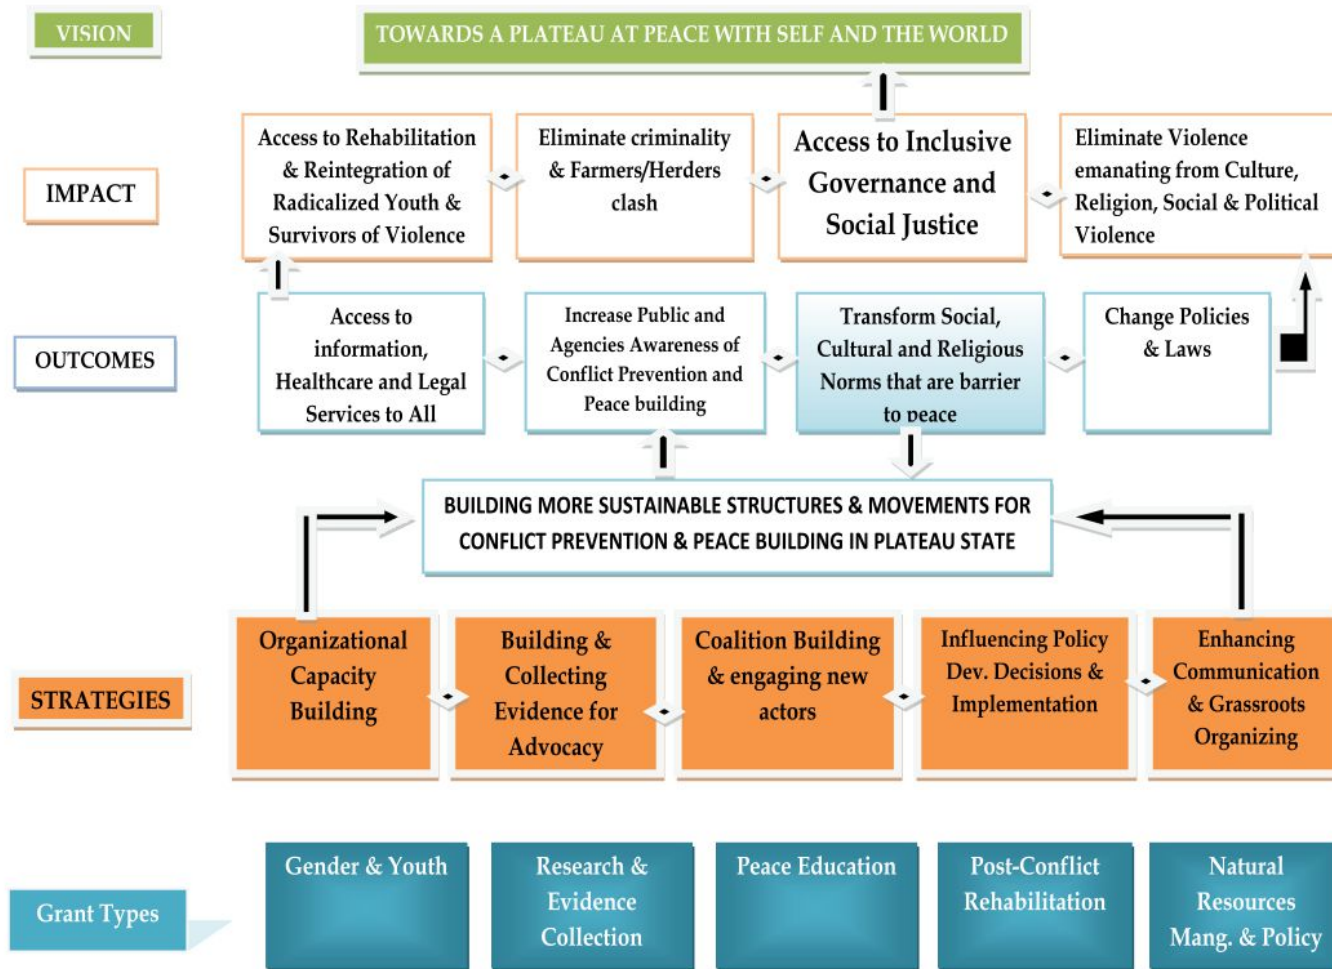 VISION
TOWARDS A PLATEAU AT PEACE WITH SELF AND THE WORLD
IMPACT
Access to Rehabilitation
& Reintegration of
Radicalized Youth &
Survivors of Violence
Eliminate criminality
& Farmers/Herders
clash
Access to Inclusive
Governance and
Social Justice
Eliminate Violence
emanating from Culture,
Religion, Social & Political
Violence
OUTCOMES
Access to
information,
Healthcare and Legal
Services to All
Increase Public and
Agencies Awareness of
Conflict Prevention and
Peace building
Transform Social,
Cultural and Religious
Norms that are barrier
to peace
Change Policies
& Laws
BUILDING MORE SUSTAINABLE STRUCTURES & MOVEMENTS FOR
CONFLICT PREVENTION & PEACE BUILDING IN PLATEAU STATE
STRATEGIES
Organizational
Capacity
Building
Building &
Collecting
Evidence for
Advocacy
Coalition Building
& engaging new
actors
Influencing Policy
Dev. Decisions &
Implementation
Enhancing
Communication
& Grassroots
Organizing
Grant Types
Gender & Youth
Research &
Evidence
Collection
Peace Education
Post-Conflict
Rehabilitation
Natural
Resources
Mang. & Policy